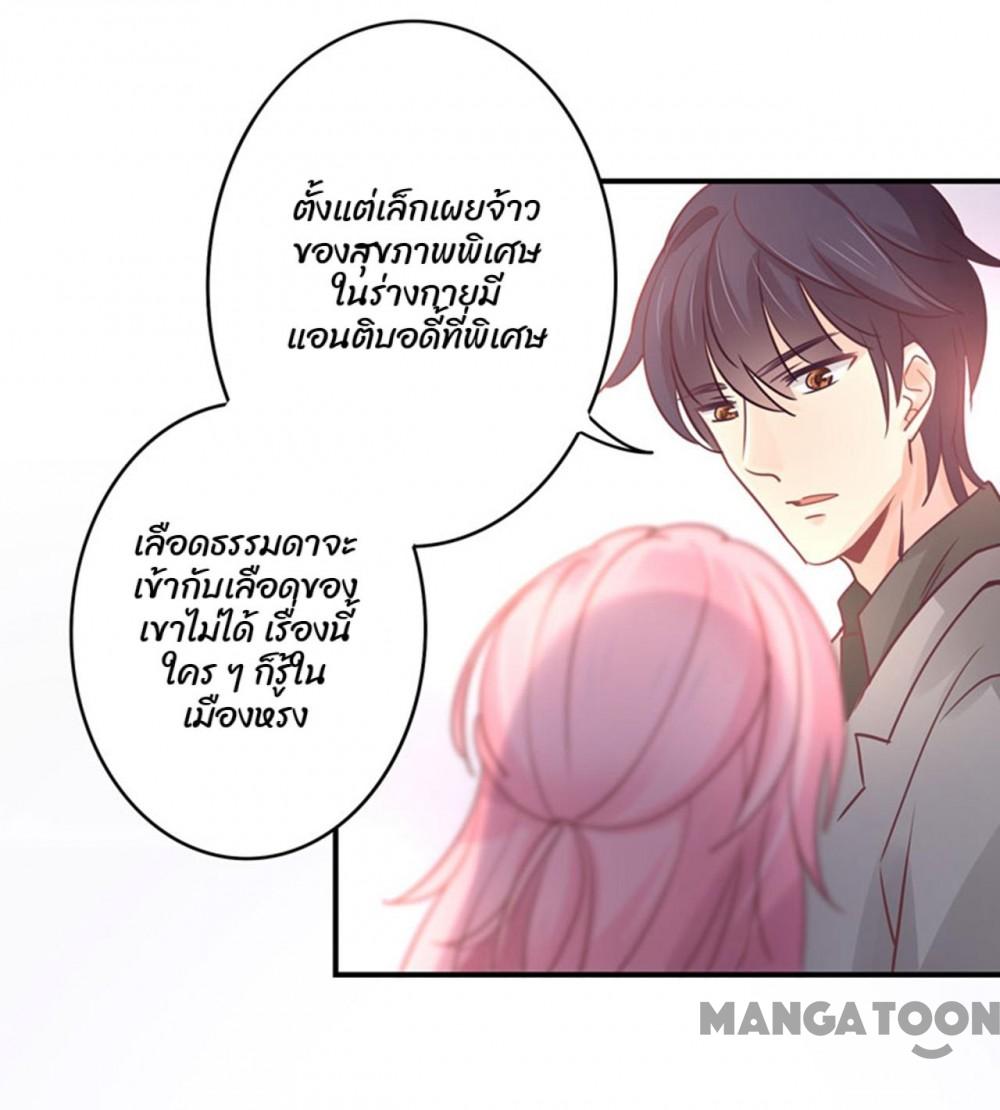 ตั้งแต่เล็กเผยจ้าว
ของสุขภาพพิเศษ
ในร่างกายมี
แอนติบอดี้ที่พิเศษ
เลือดธรรมดาจะ
เข้ากับเลือดของ
เขาไม่ได้ เรื่องนี้
ใคร ๆ ก็รู้ใน
เมืองหรง
MANGATOON